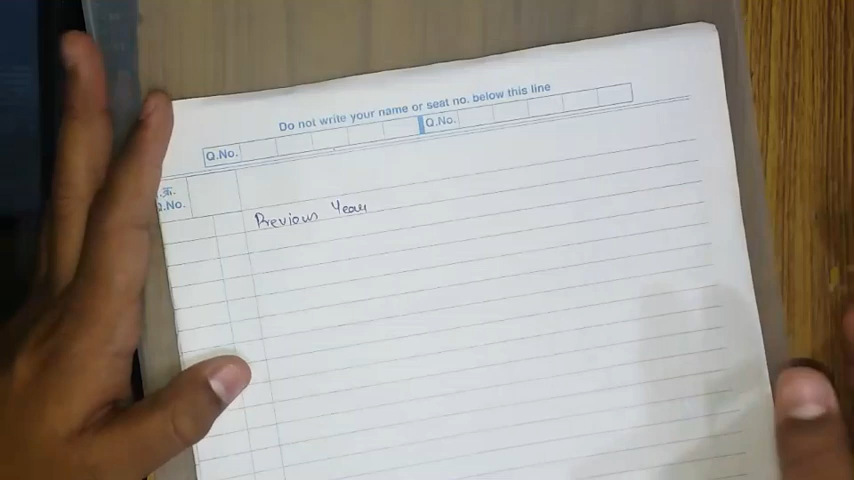 Do not write your name or seat no. below this line
Q.No. Q.No.
.क्र.
Q.No.
Previous Year